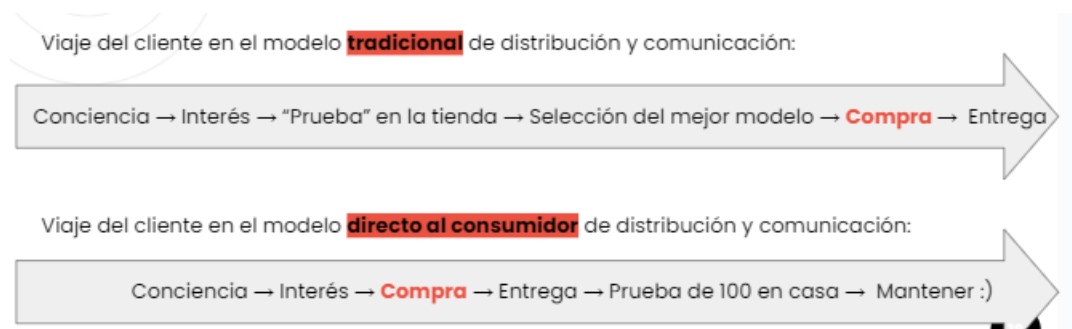 Viaje del cliente en el modelo tradicional de distribución y comunicación:
Conciencia → Interés → “Prueba” en la tienda → Selección del mejor modelo → Compra → Entrega
Viaje del cliente en el modelo directo al consumidor de distribución y comunicación:
Conciencia → Interés → Compra → Entrega → Prueba de 100 en casa → Mantener :)